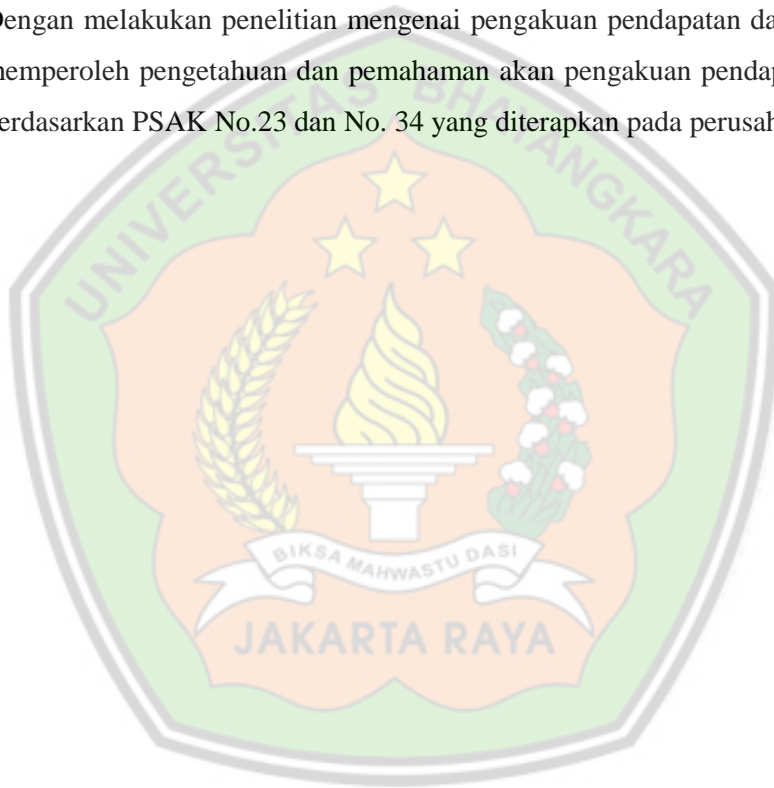 Dengan melakukan penelitian mengenai pengakuan pendapatan da
memperoleh pengetahuan dan pemahaman akan pengakuan pendap
erdasarkan PSAK No.23 dan No. 34 yang diterapkan pada perusah
UNIVERSITAS BHAYANGKARA
BIKSA MAHWASTU DASI
JAKARTA RAYA